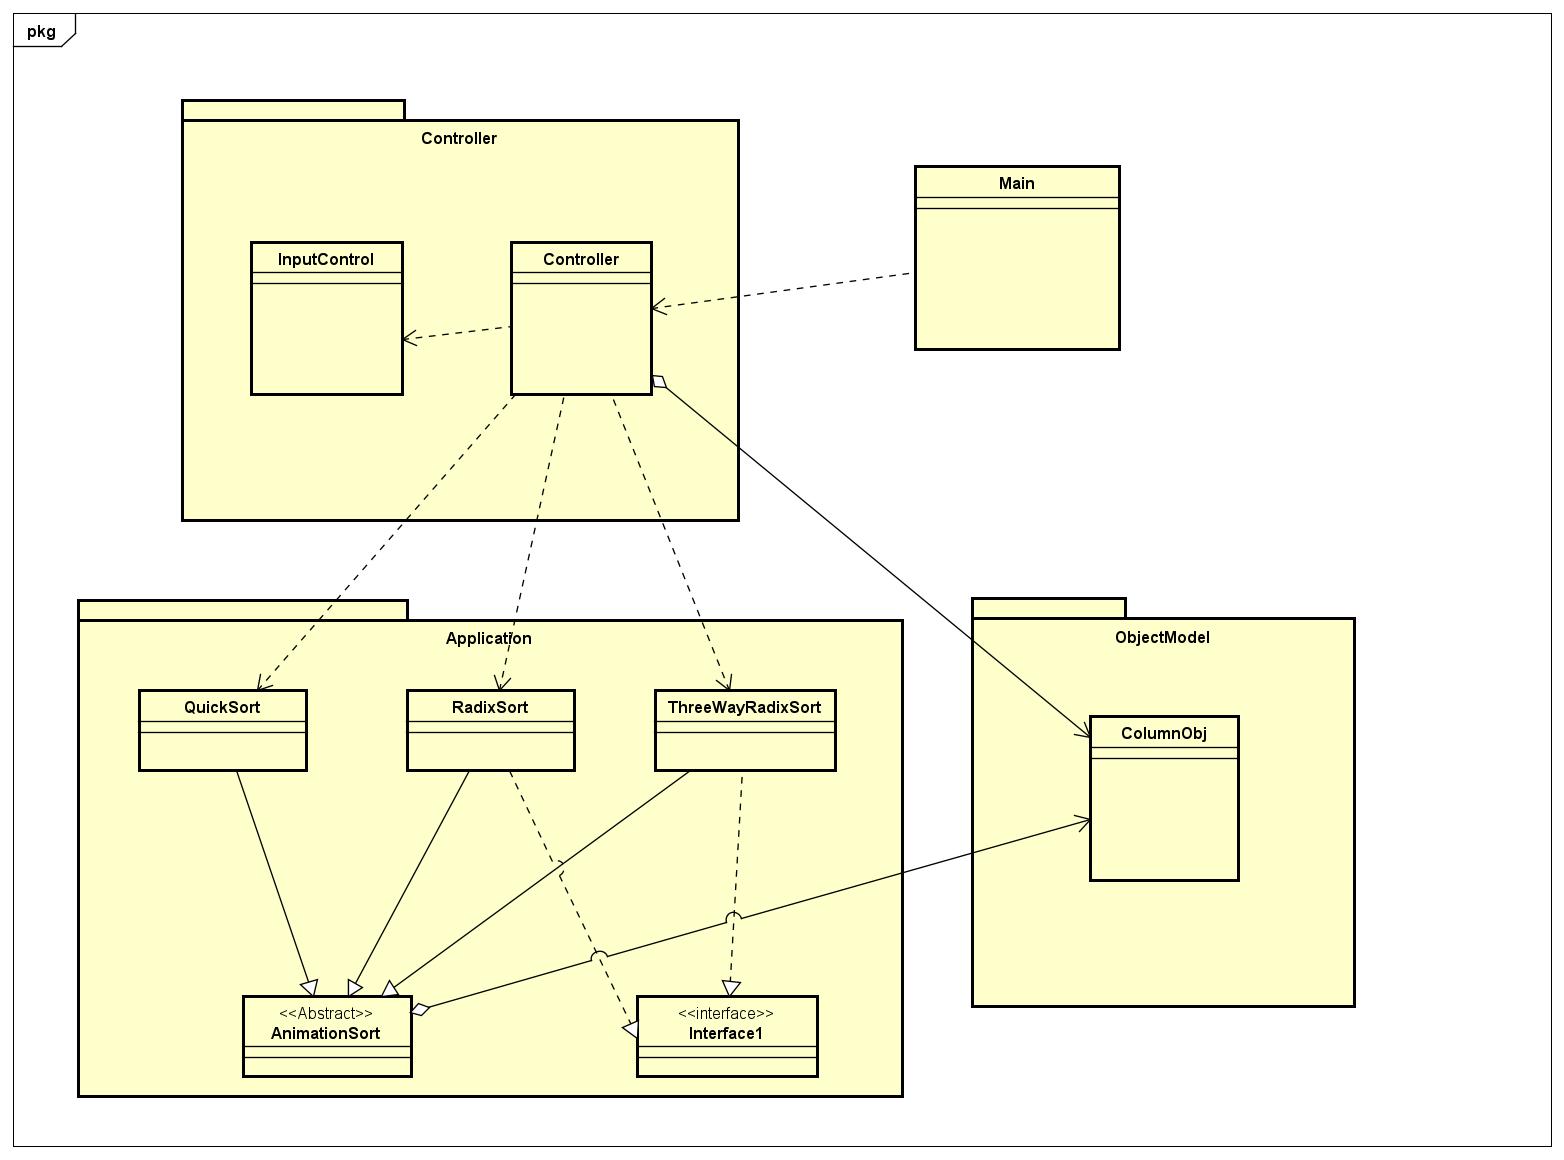 pkg
Controller
Main
InputControl
Controller
Application
ObjectModel
QuickSort
RadixSort
ThreeWayRadixSort
ColumnObj
<<Abstract>>
AnimationSort
<<interface>>
Interface1